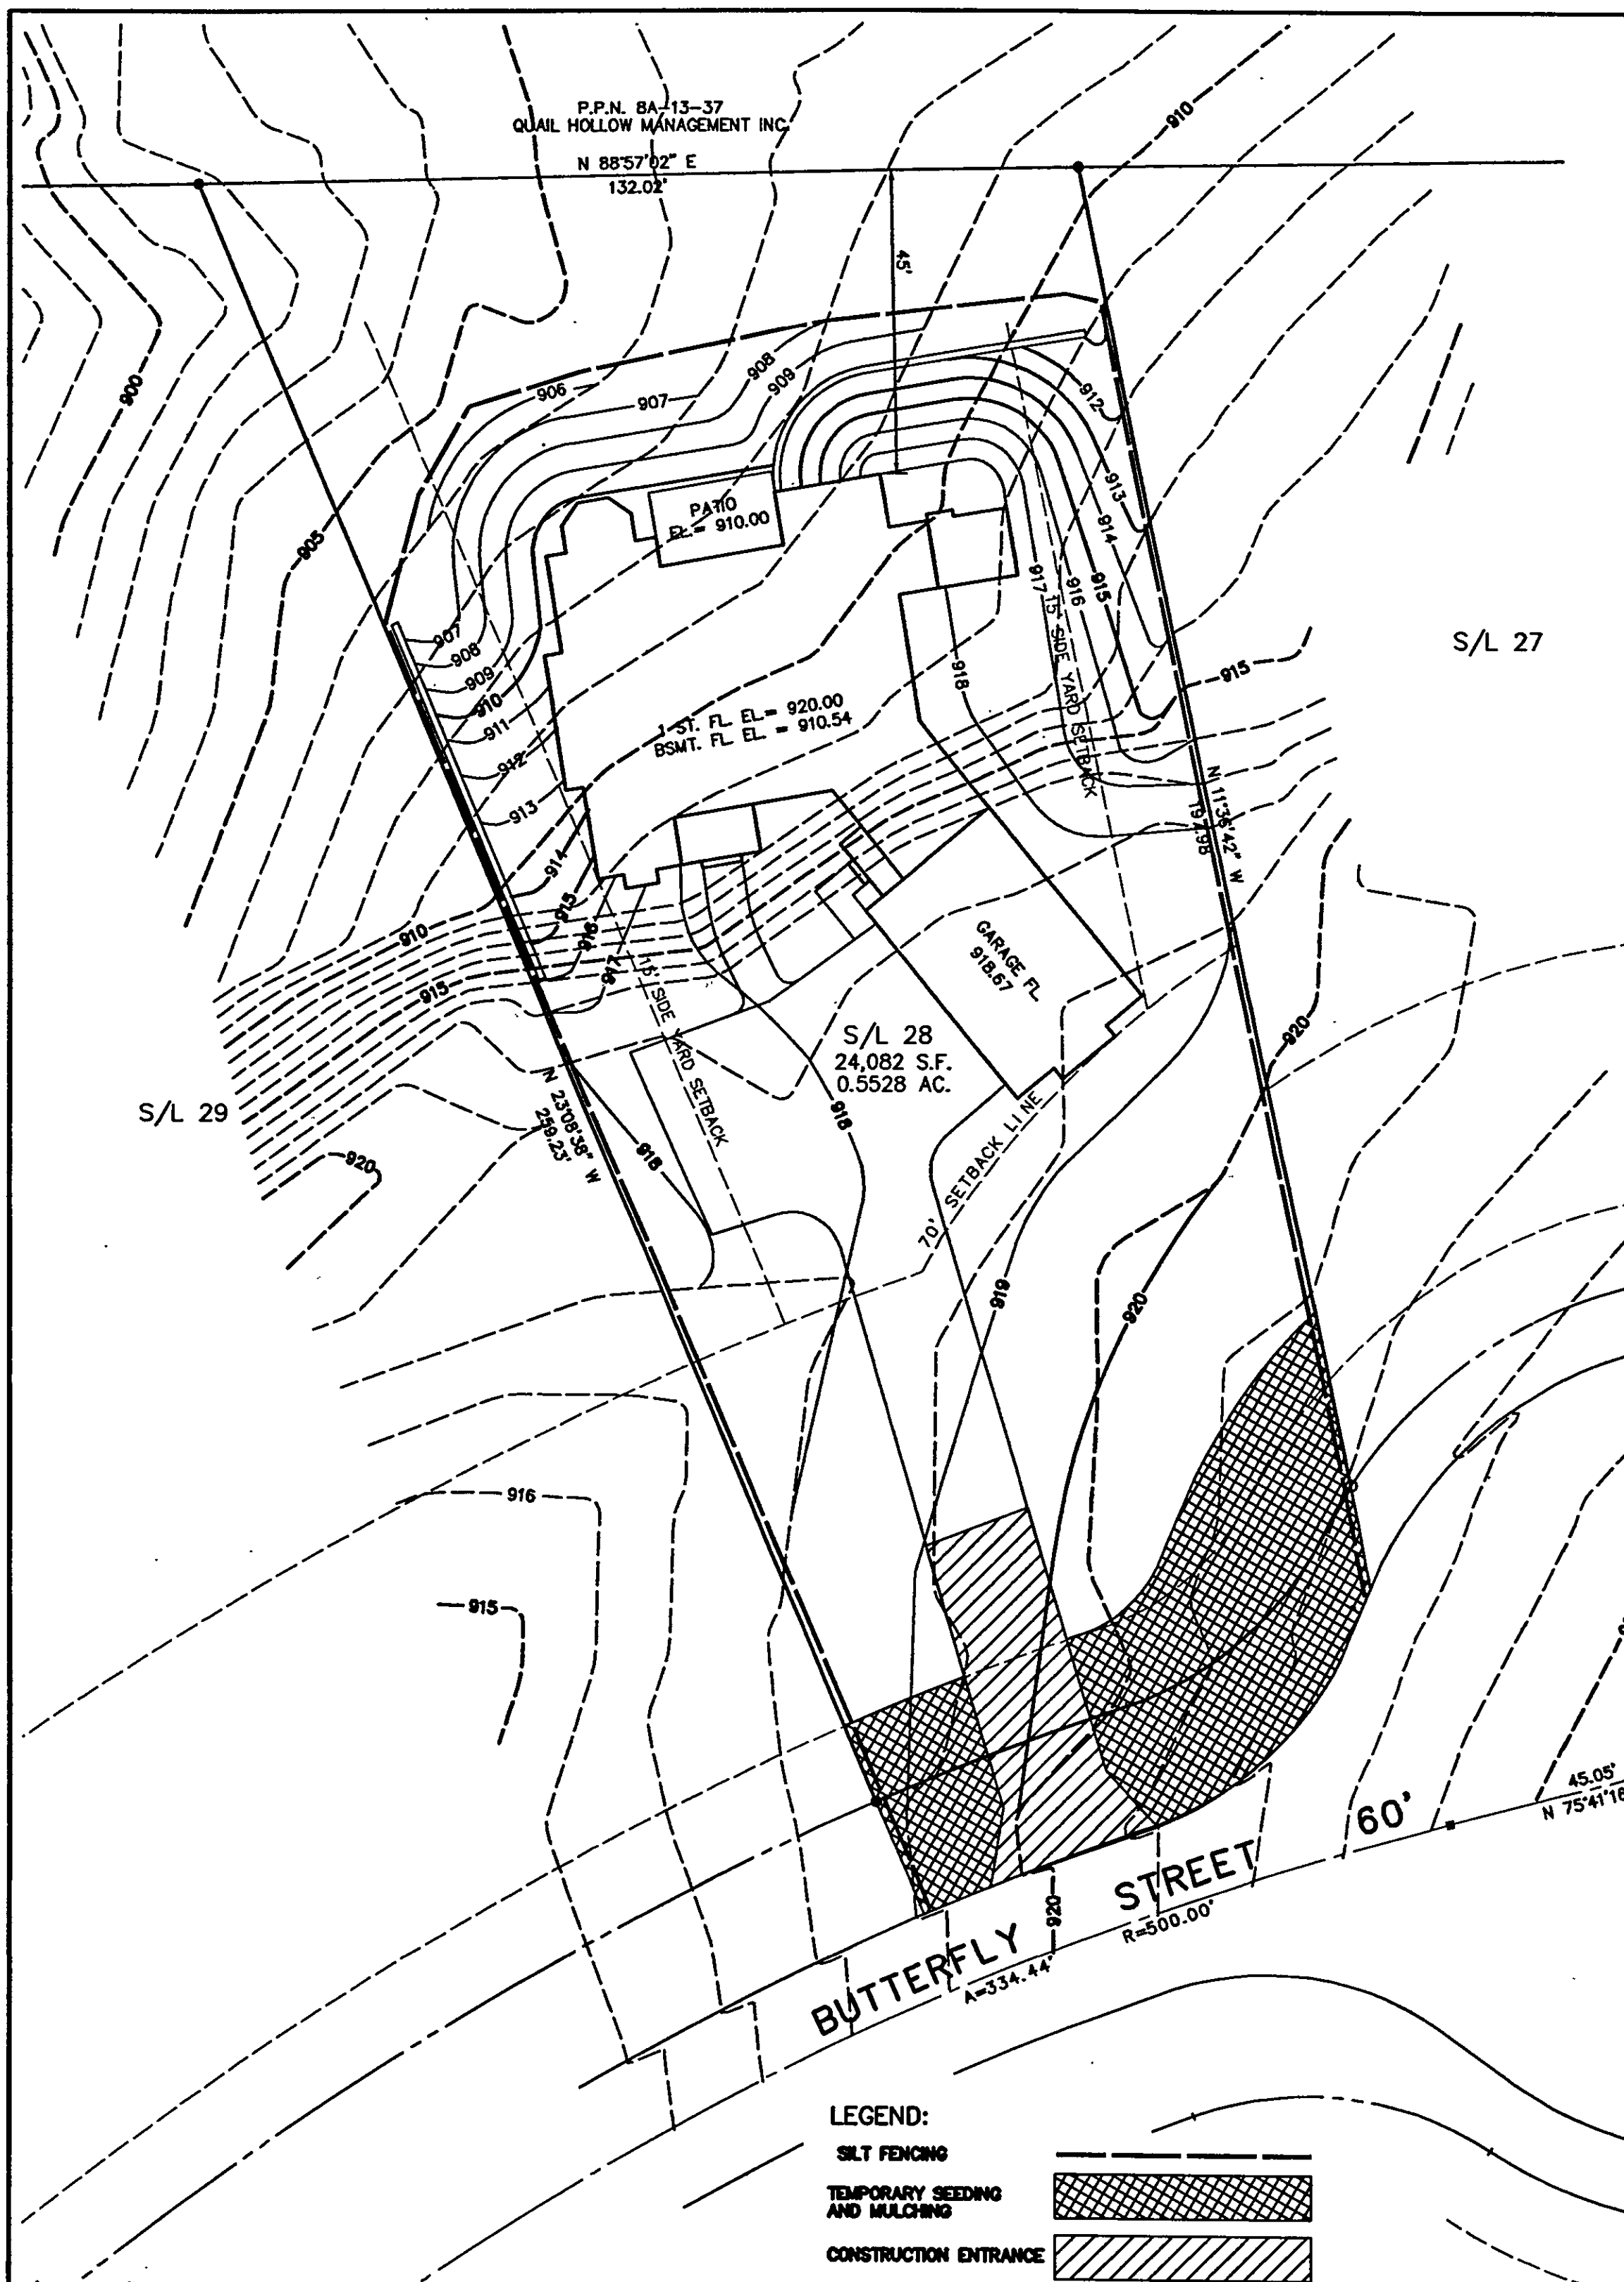 P.P.N. 8A-13-37
QUAIL HOLLOW MANAGEMENT INC.
N 88°57'02" E
132.02'
910
45'
900
905
906
907
908
909
912
913
914
915
916
917
918
PATIO
EL.= 910.00
15' SIDE YARD SETBACK
S/L 27
915
907
908
909
910
911
912
913
914
915
916
917
1 ST. FL. EL.= 920.00
BSMT. FL. EL. = 910.54
N 11°36'42" W
197.98
910
915
15' SIDE YARD SETBACK
GARAGE FL.
918.67
S/L 28
24,082 S.F.
0.5528 AC.
920
S/L 29
N 23°08'38" W
259.23'
918
918
920
70' SETBACK LINE
919
920
916
915
45.05'
N 75°41'16
60'
BUTTERFLY STREET
920
R=500.00'
A=334.44'
LEGEND:
SILT FENCING
TEMPORARY SEEDING
AND MULCHING
CONSTRUCTION ENTRANCE